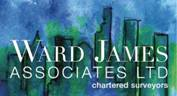 WARD JAMES
ASSOCIATES LTD
chartered surveyors